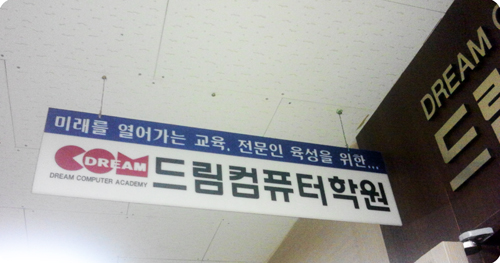 미래를 열어가는 교육, 전문인 육성을 위한...
COM
DREAM
DREAM COMPUTER ACADEMY
드림컴퓨터학원
DREAM CO
드